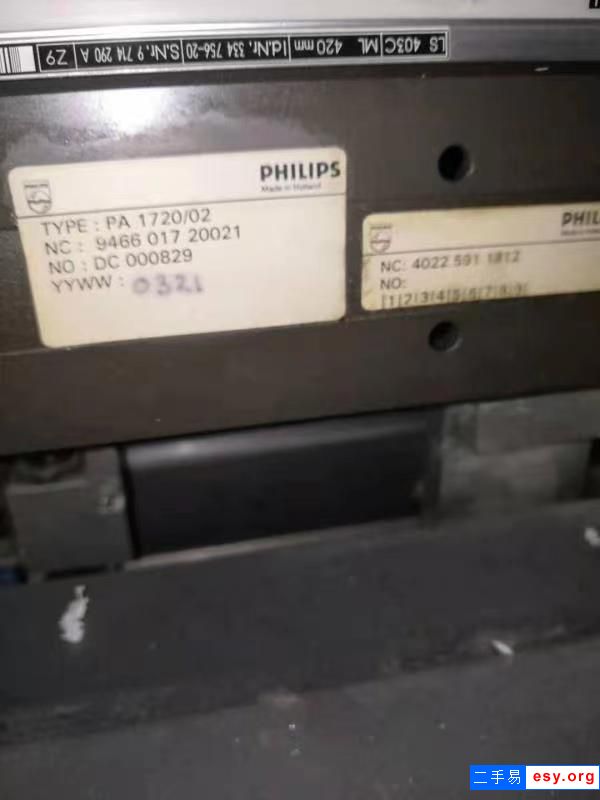 LS 403C ML 420 mm Id.Nr. 334 756-20 S.Nr. 9 714 290 A Z9
PHILIPS
Made in Holland
TYPE : PA 1720/02
NC : 9466 017 20021
NO : DC 000829
YYWW : 0321
PHIL
NC: 4022 591 1812
NO:
|1|2|3|4|5|6|7|8|9|
二手易 esy.org